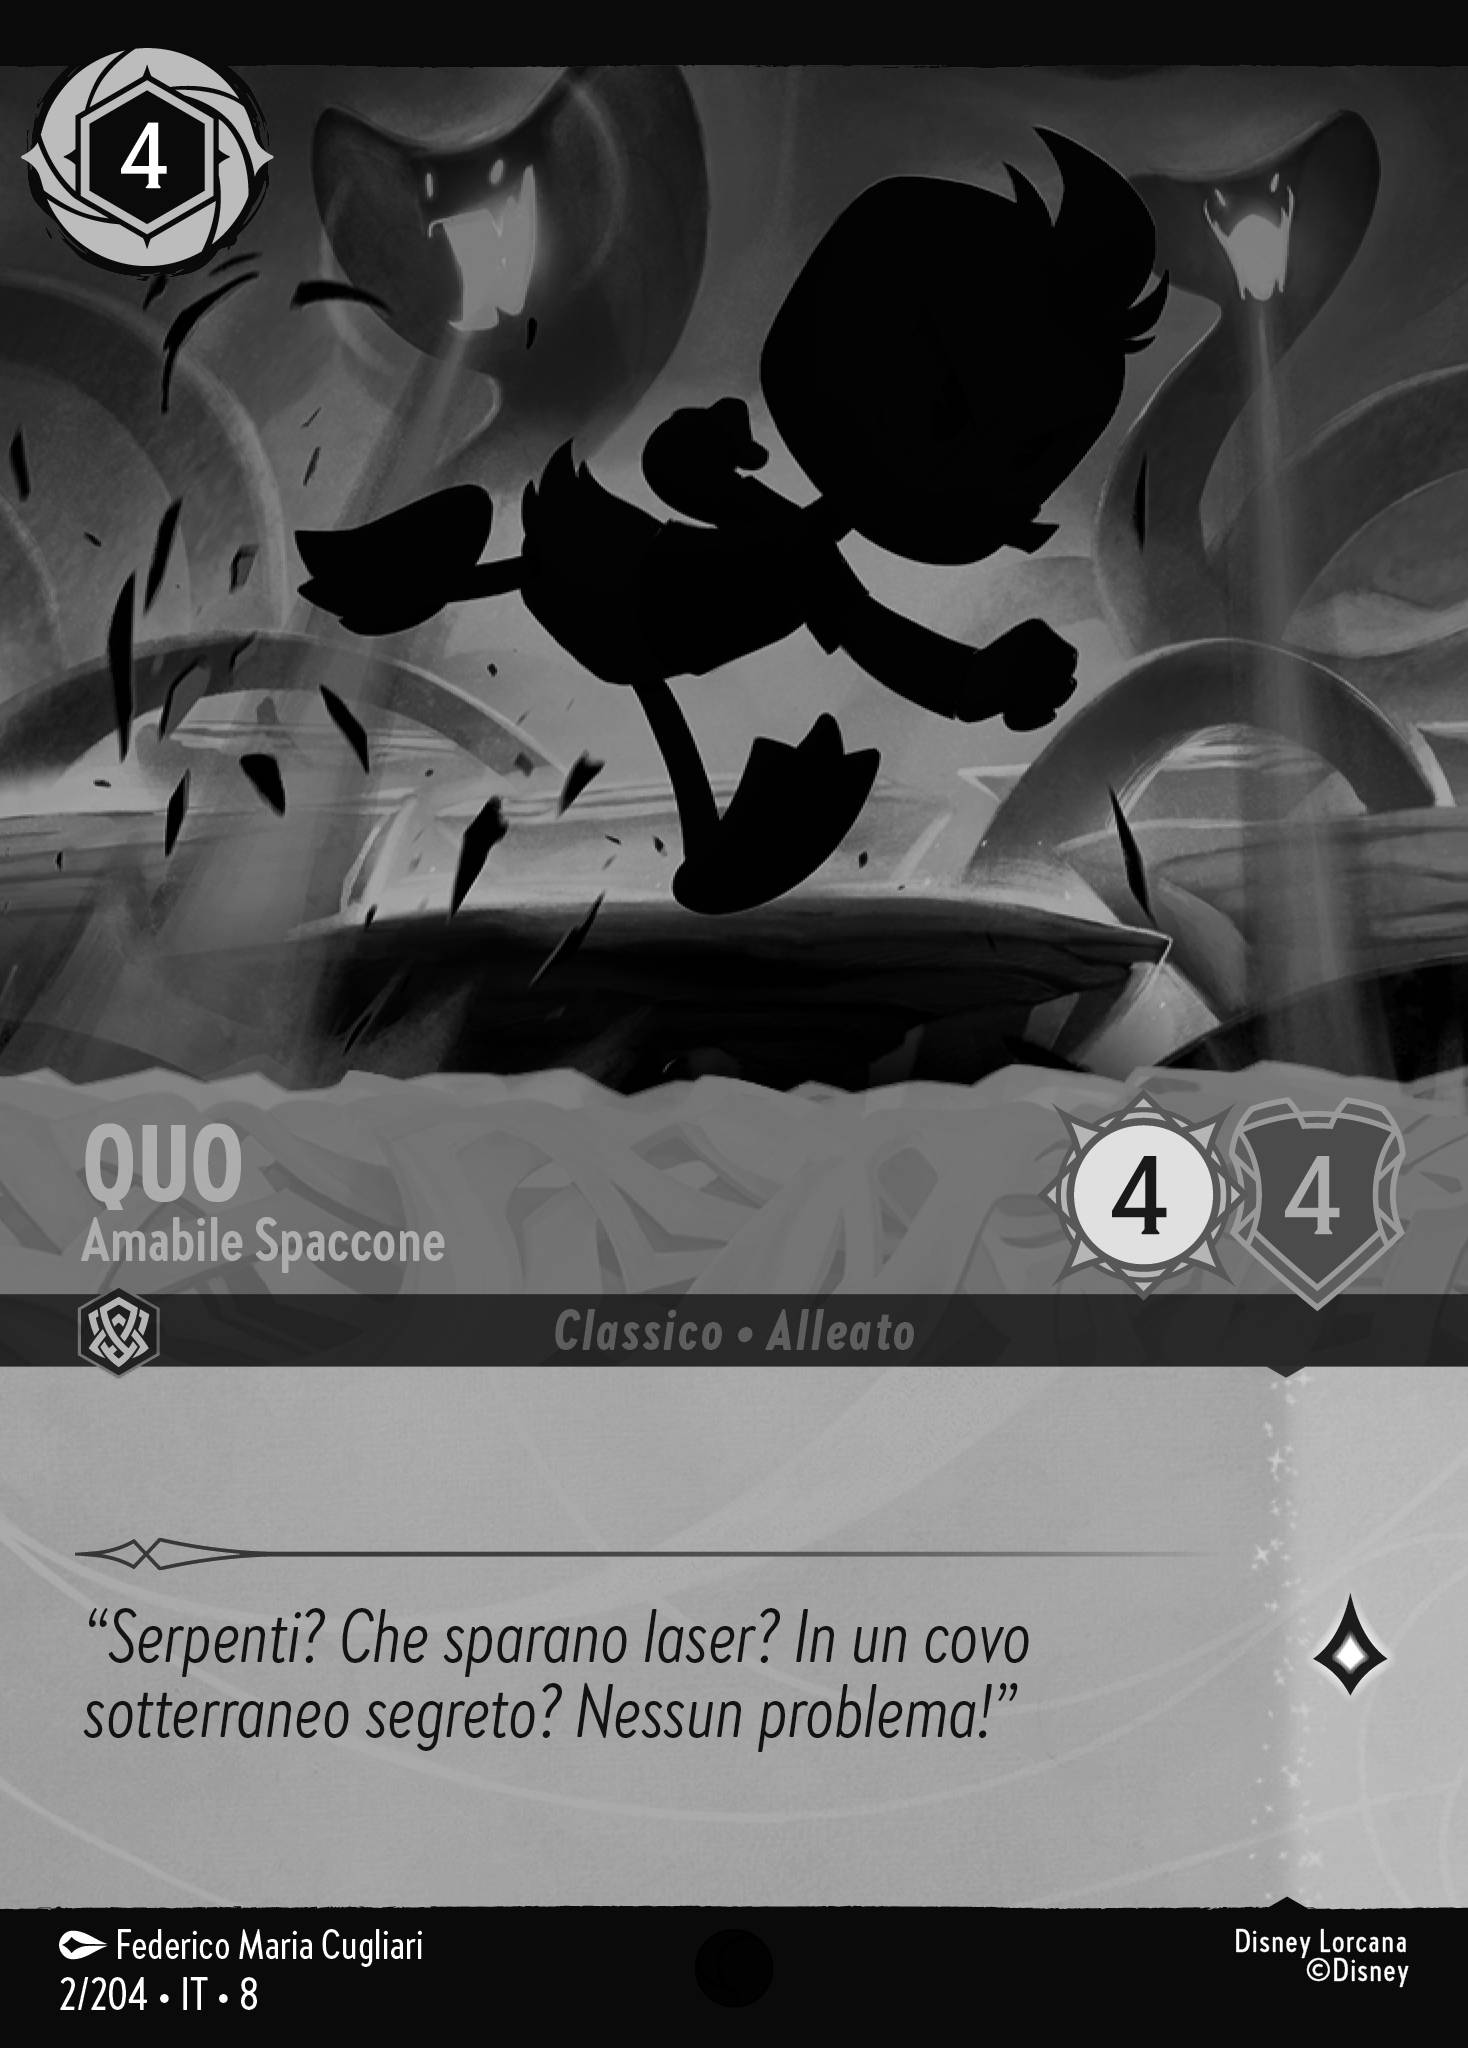 4
QUO
Amabile Spaccone
4 4
Classico • Alleato
“Serpenti? Che sparano laser? In un covo
sotterraneo segreto? Nessun problema!”
Federico Maria Cugliari
2/204 • IT • 8
Disney Lorcana
©Disney